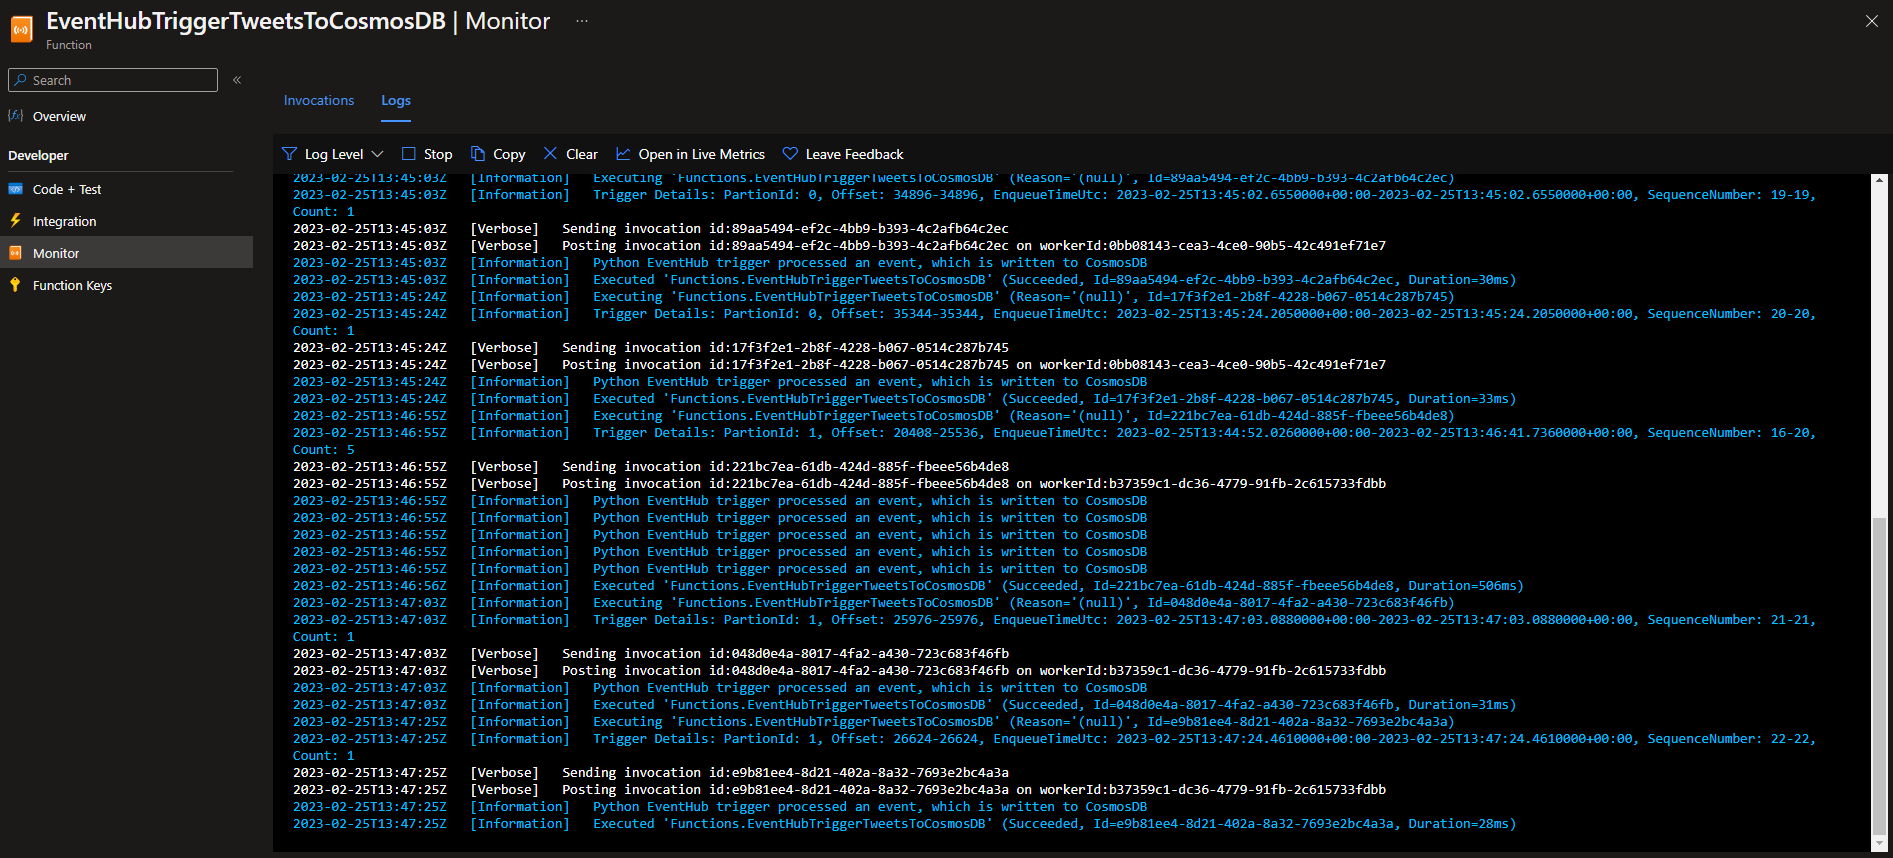 EventHubTriggerTweetsToCosmosDB | Monitor ...
Function
Search
«
Overview
Developer
Code + Test
Integration
Monitor
Function Keys
Invocations Logs
Log Level Stop Copy Clear Open in Live Metrics Leave Feedback
2023-02-25T13:45:03Z [Information] Executing 'Functions.EventHubTriggerTweetsToCosmosDB' (Reason='(null)', Id=89aa5494-ef2c-4bb9-b393-4c2afb64c2ec)
2023-02-25T13:45:03Z [Information] Trigger Details: PartionId: 0, Offset: 34896-34896, EnqueueTimeUtc: 2023-02-25T13:45:02.6550000+00:00-2023-02-25T13:45:02.6550000+00:00, SequenceNumber: 19-19,
Count: 1
2023-02-25T13:45:03Z [Verbose] Sending invocation id:89aa5494-ef2c-4bb9-b393-4c2afb64c2ec
2023-02-25T13:45:03Z [Verbose] Posting invocation id:89aa5494-ef2c-4bb9-b393-4c2afb64c2ec on workerId:0bb08143-cea3-4ce0-90b5-42c491ef71e7
2023-02-25T13:45:03Z [Information] Python EventHub trigger processed an event, which is written to CosmosDB
2023-02-25T13:45:03Z [Information] Executed 'Functions.EventHubTriggerTweetsToCosmosDB' (Succeeded, Id=89aa5494-ef2c-4bb9-b393-4c2afb64c2ec, Duration=30ms)
2023-02-25T13:45:24Z [Information] Executing 'Functions.EventHubTriggerTweetsToCosmosDB' (Reason='(null)', Id=17f3f2e1-2b8f-4228-b067-0514c287b745)
2023-02-25T13:45:24Z [Information] Trigger Details: PartionId: 0, Offset: 35344-35344, EnqueueTimeUtc: 2023-02-25T13:45:24.2050000+00:00-2023-02-25T13:45:24.2050000+00:00, SequenceNumber: 20-20,
Count: 1
2023-02-25T13:45:24Z [Verbose] Sending invocation id:17f3f2e1-2b8f-4228-b067-0514c287b745
2023-02-25T13:45:24Z [Verbose] Posting invocation id:17f3f2e1-2b8f-4228-b067-0514c287b745 on workerId:0bb08143-cea3-4ce0-90b5-42c491ef71e7
2023-02-25T13:45:24Z [Information] Python EventHub trigger processed an event, which is written to CosmosDB
2023-02-25T13:45:24Z [Information] Executed 'Functions.EventHubTriggerTweetsToCosmosDB' (Succeeded, Id=17f3f2e1-2b8f-4228-b067-0514c287b745, Duration=33ms)
2023-02-25T13:46:55Z [Information] Executing 'Functions.EventHubTriggerTweetsToCosmosDB' (Reason='(null)', Id=221bc7ea-61db-424d-885f-fbeee56b4de8)
2023-02-25T13:46:55Z [Information] Trigger Details: PartionId: 1, Offset: 20408-25536, EnqueueTimeUtc: 2023-02-25T13:44:52.0260000+00:00-2023-02-25T13:46:41.7360000+00:00, SequenceNumber: 16-20,
Count: 5
2023-02-25T13:46:55Z [Verbose] Sending invocation id:221bc7ea-61db-424d-885f-fbeee56b4de8
2023-02-25T13:46:55Z [Verbose] Posting invocation id:221bc7ea-61db-424d-885f-fbeee56b4de8 on workerId:b37359c1-dc36-4779-91fb-2c615733fdbb
2023-02-25T13:46:55Z [Information] Python EventHub trigger processed an event, which is written to CosmosDB
2023-02-25T13:46:55Z [Information] Python EventHub trigger processed an event, which is written to CosmosDB
2023-02-25T13:46:55Z [Information] Python EventHub trigger processed an event, which is written to CosmosDB
2023-02-25T13:46:55Z [Information] Python EventHub trigger processed an event, which is written to CosmosDB
2023-02-25T13:46:55Z [Information] Python EventHub trigger processed an event, which is written to CosmosDB
2023-02-25T13:46:56Z [Information] Executed 'Functions.EventHubTriggerTweetsToCosmosDB' (Succeeded, Id=221bc7ea-61db-424d-885f-fbeee56b4de8, Duration=506ms)
2023-02-25T13:47:03Z [Information] Executing 'Functions.EventHubTriggerTweetsToCosmosDB' (Reason='(null)', Id=048d0e4a-8017-4fa2-a430-723c683f46fb)
2023-02-25T13:47:03Z [Information] Trigger Details: PartionId: 1, Offset: 25976-25976, EnqueueTimeUtc: 2023-02-25T13:47:03.0880000+00:00-2023-02-25T13:47:03.0880000+00:00, SequenceNumber: 21-21,
Count: 1
2023-02-25T13:47:03Z [Verbose] Sending invocation id:048d0e4a-8017-4fa2-a430-723c683f46fb
2023-02-25T13:47:03Z [Verbose] Posting invocation id:048d0e4a-8017-4fa2-a430-723c683f46fb on workerId:b37359c1-dc36-4779-91fb-2c615733fdbb
2023-02-25T13:47:03Z [Information] Python EventHub trigger processed an event, which is written to CosmosDB
2023-02-25T13:47:03Z [Information] Executed 'Functions.EventHubTriggerTweetsToCosmosDB' (Succeeded, Id=048d0e4a-8017-4fa2-a430-723c683f46fb, Duration=31ms)
2023-02-25T13:47:25Z [Information] Executing 'Functions.EventHubTriggerTweetsToCosmosDB' (Reason='(null)', Id=e9b81ee4-8d21-402a-8a32-7693e2bc4a3a)
2023-02-25T13:47:25Z [Information] Trigger Details: PartionId: 1, Offset: 26624-26624, EnqueueTimeUtc: 2023-02-25T13:47:24.4610000+00:00-2023-02-25T13:47:24.4610000+00:00, SequenceNumber: 22-22,
Count: 1
2023-02-25T13:47:25Z [Verbose] Sending invocation id:e9b81ee4-8d21-402a-8a32-7693e2bc4a3a
2023-02-25T13:47:25Z [Verbose] Posting invocation id:e9b81ee4-8d21-402a-8a32-7693e2bc4a3a on workerId:b37359c1-dc36-4779-91fb-2c615733fdbb
2023-02-25T13:47:25Z [Information] Python EventHub trigger processed an event, which is written to CosmosDB
2023-02-25T13:47:25Z [Information] Executed 'Functions.EventHubTriggerTweetsToCosmosDB' (Succeeded, Id=e9b81ee4-8d21-402a-8a32-7693e2bc4a3a, Duration=28ms)